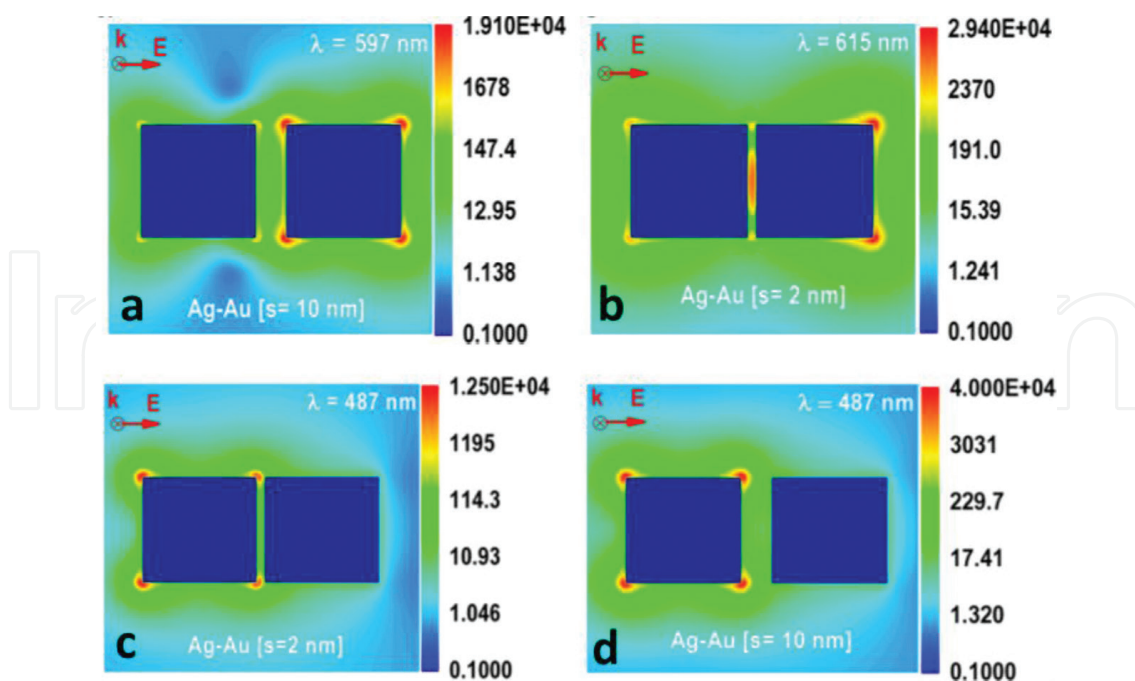 k E
λ = 597 nm
Ag-Au [s= 10 nm]
a
1.910E+04
1678
147.4
12.95
1.138
0.1000
k E
λ = 615 nm
Ag-Au [s= 2 nm]
b
2.940E+04
2370
191.0
15.39
1.241
0.1000
k E
λ = 487 nm
Ag-Au [s=2 nm]
c
1.250E+04
1195
114.3
10.93
1.046
0.1000
k E
λ = 487 nm
Ag-Au [s= 10 nm]
d
4.000E+04
3031
229.7
17.41
1.320
0.1000